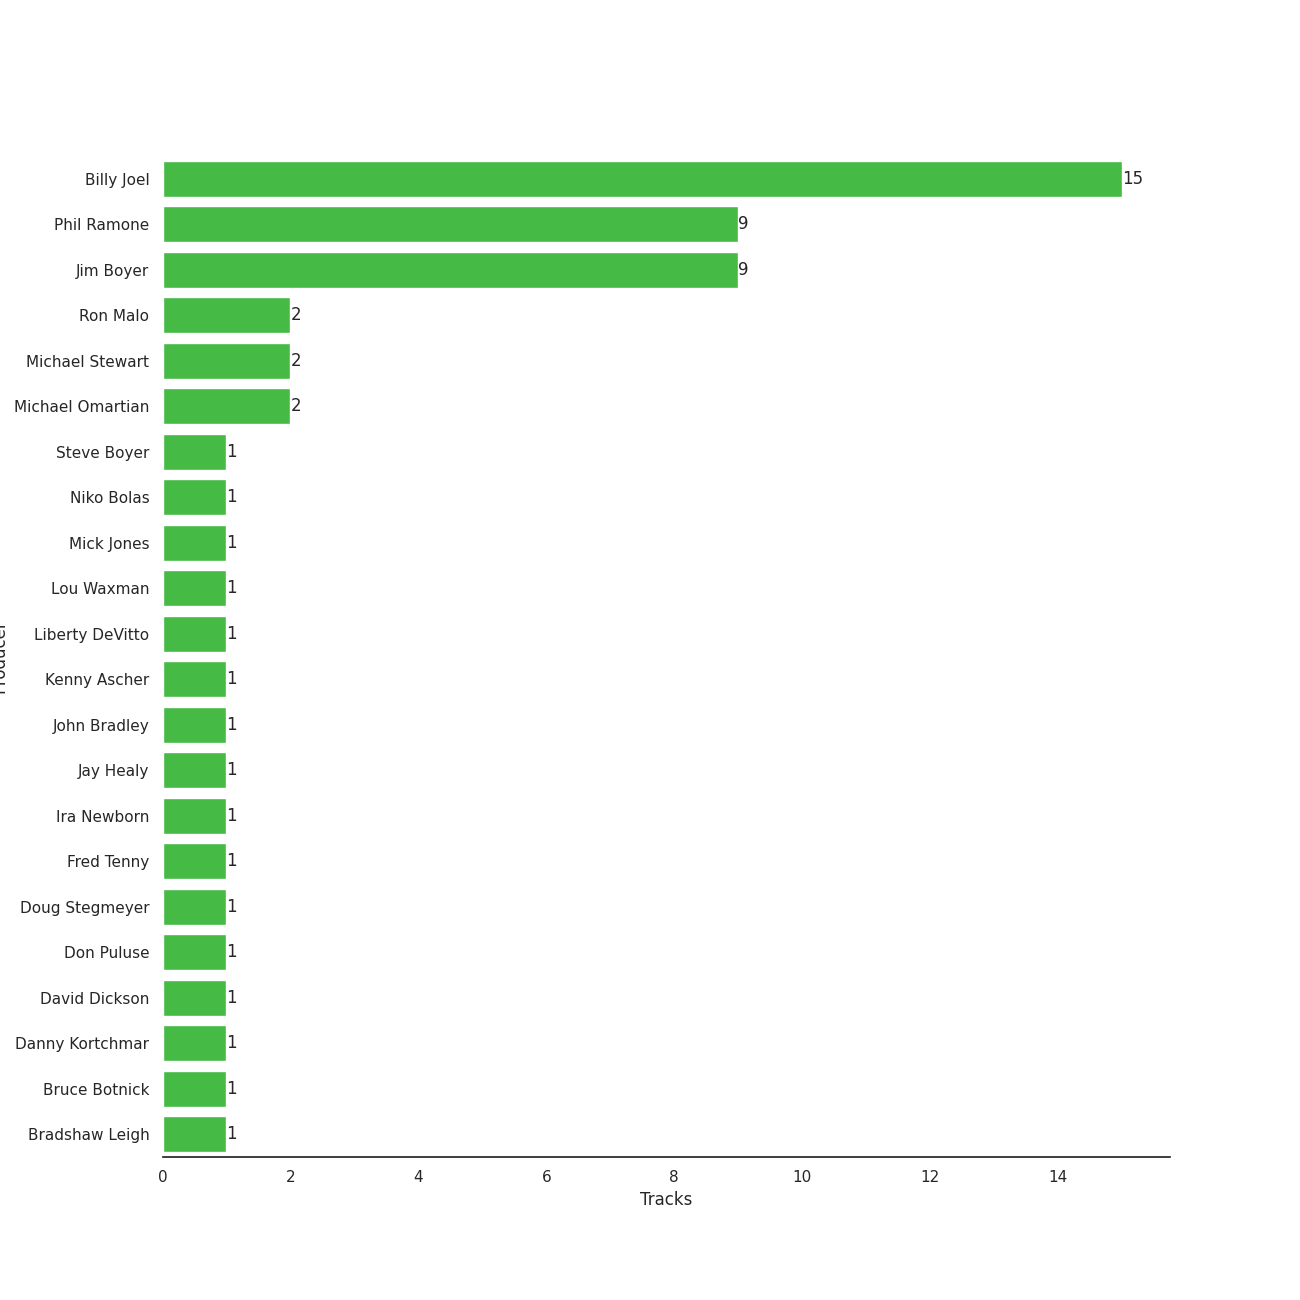 Billy Joel 15
Phil Ramone 9
Jim Boyer 9
Ron Malo 2
Michael Stewart 2
Michael Omartian 2
Steve Boyer 1
Niko Bolas 1
Mick Jones 1
Lou Waxman 1
Liberty DeVitto 1
Kenny Ascher 1
John Bradley 1
Jay Healy 1
Ira Newborn 1
Fred Tenny 1
Doug Stegmeyer 1
Don Puluse 1
David Dickson 1
Danny Kortchmar 1
Bruce Botnick 1
Bradshaw Leigh 1
0 2 4 6 8 10 12 14
Tracks